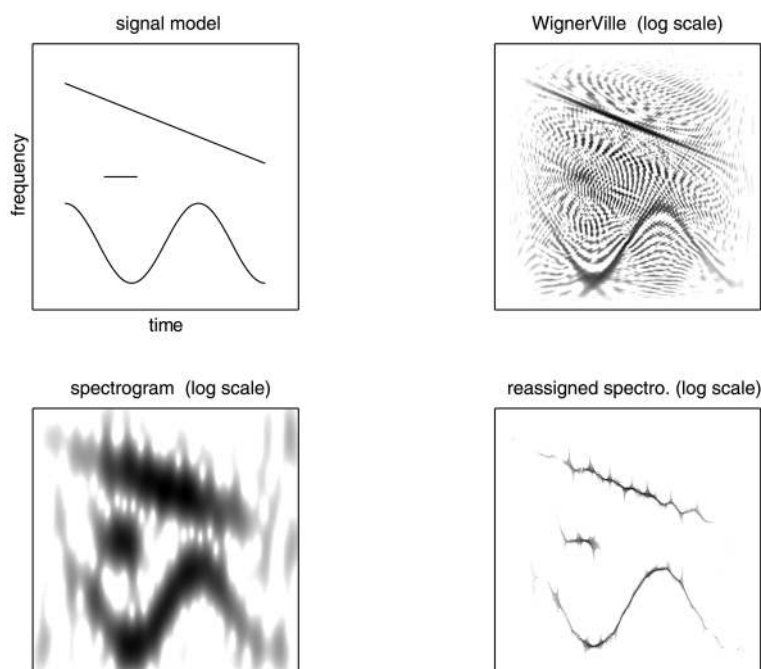 signal model
WignerVille (log scale)
frequency
time
spectrogram (log scale)
reassigned spectro. (log scale)